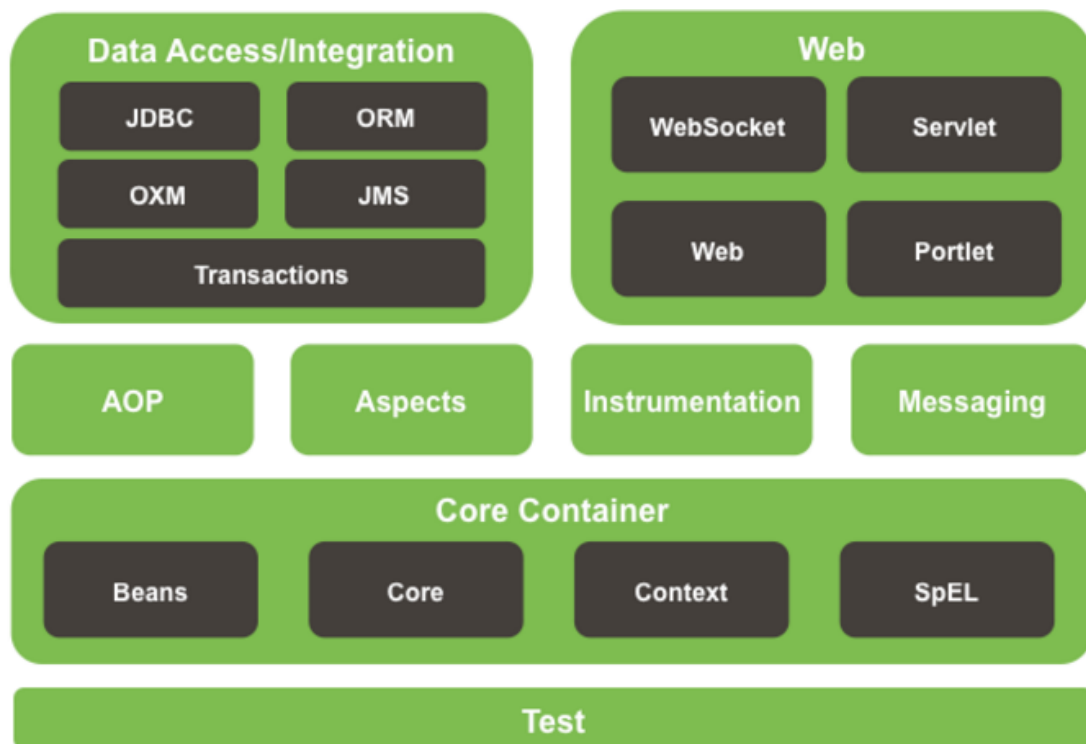 Data Access/Integration
JDBC
ORM
OXM
JMS
Transactions
Web
WebSocket
Servlet
Web
Portlet
AOP
Aspects
Instrumentation
Messaging
Core Container
Beans
Core
Context
SpEL
Test